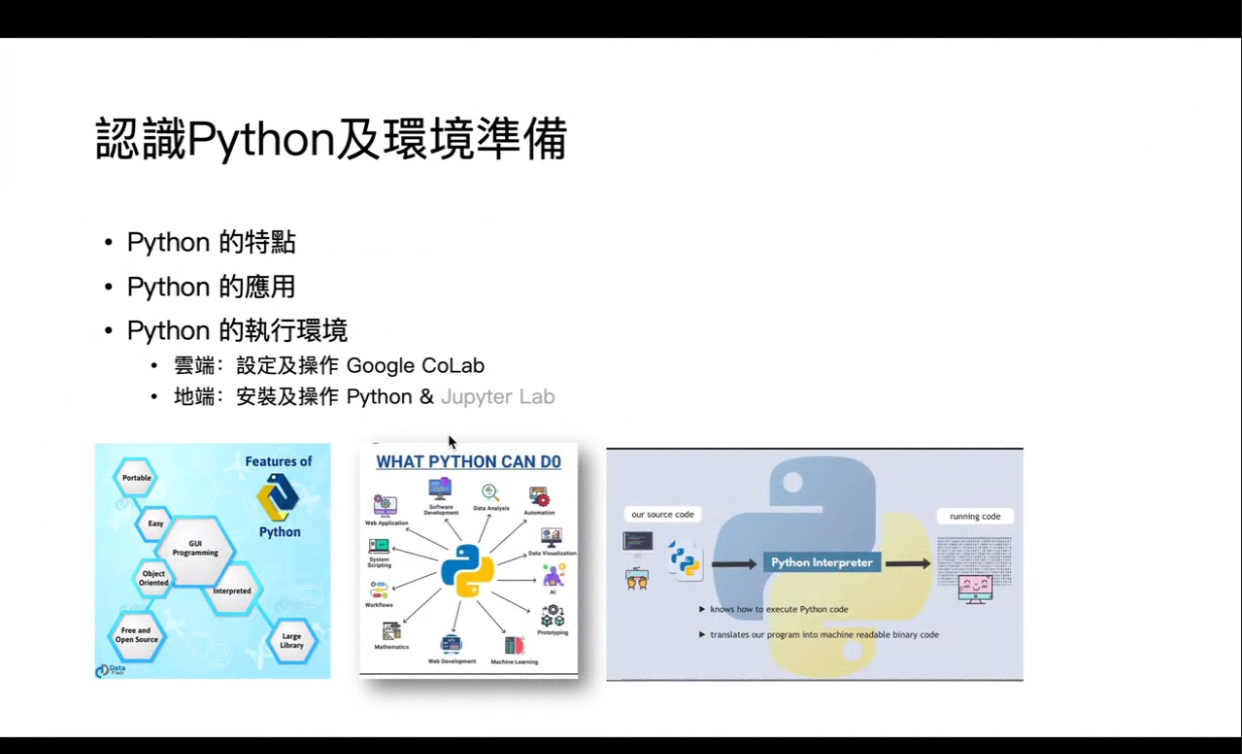 認識Python及環境準備
• Python 的特點
• Python 的應用
• Python 的執行環境
• 雲端：設定及操作 Google CoLab
• 地端：安裝及操作 Python & Jupyter Lab
Features of
Python
Portable
Easy
GUI
Programming
Object
Oriented
Interpreted
Free and
Open Source
Large
Library
Data
Flair
WHAT PYTHON CAN DO
Web Application
Software
Development
Data Analysis
Automation
System
Scripting
Data Visualization
Workflows
AI
Mathematics
Prototyping
Web Development
Machine Learning
our source code
running code
Python Interpreter
▶ knows how to execute Python code
▶ translates our program into machine readable binary code